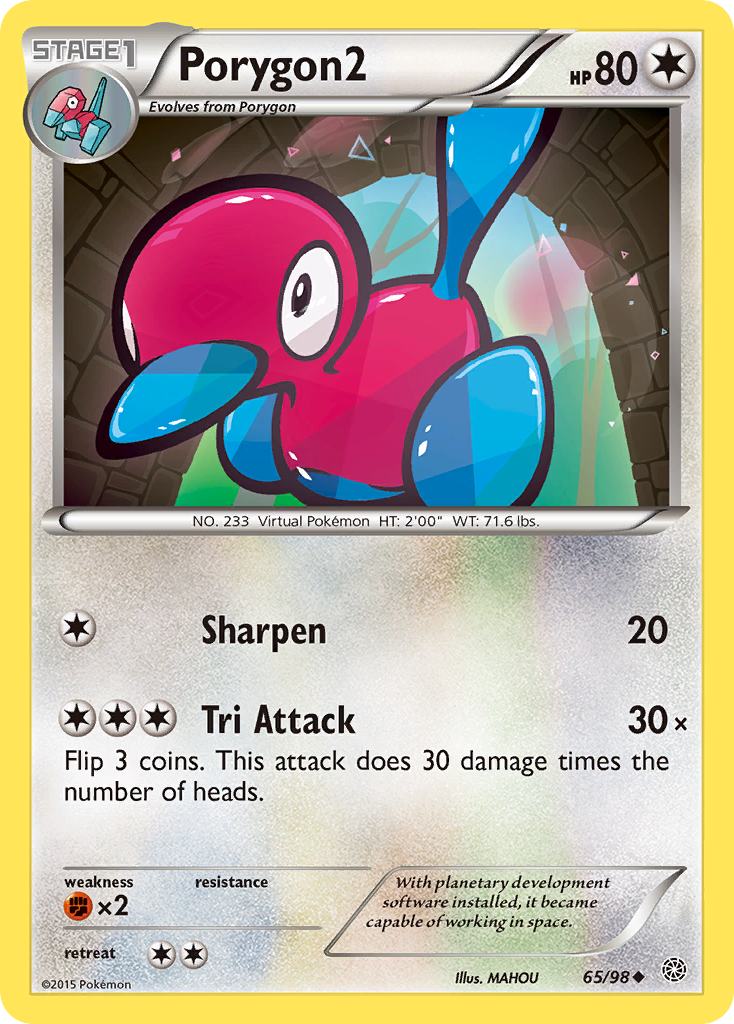 STAGE1
Porygon2
HP 80
Evolves from Porygon
NO. 233 Virtual Pokémon HT: 2'00" WT: 71.6 lbs.
Sharpen 20
Tri Attack 30×
Flip 3 coins. This attack does 30 damage times the
number of heads.
weakness resistance
×2
With planetary development
software installed, it became
capable of working in space.
retreat
©2015 Pokémon
Illus. MAHOU
65/98